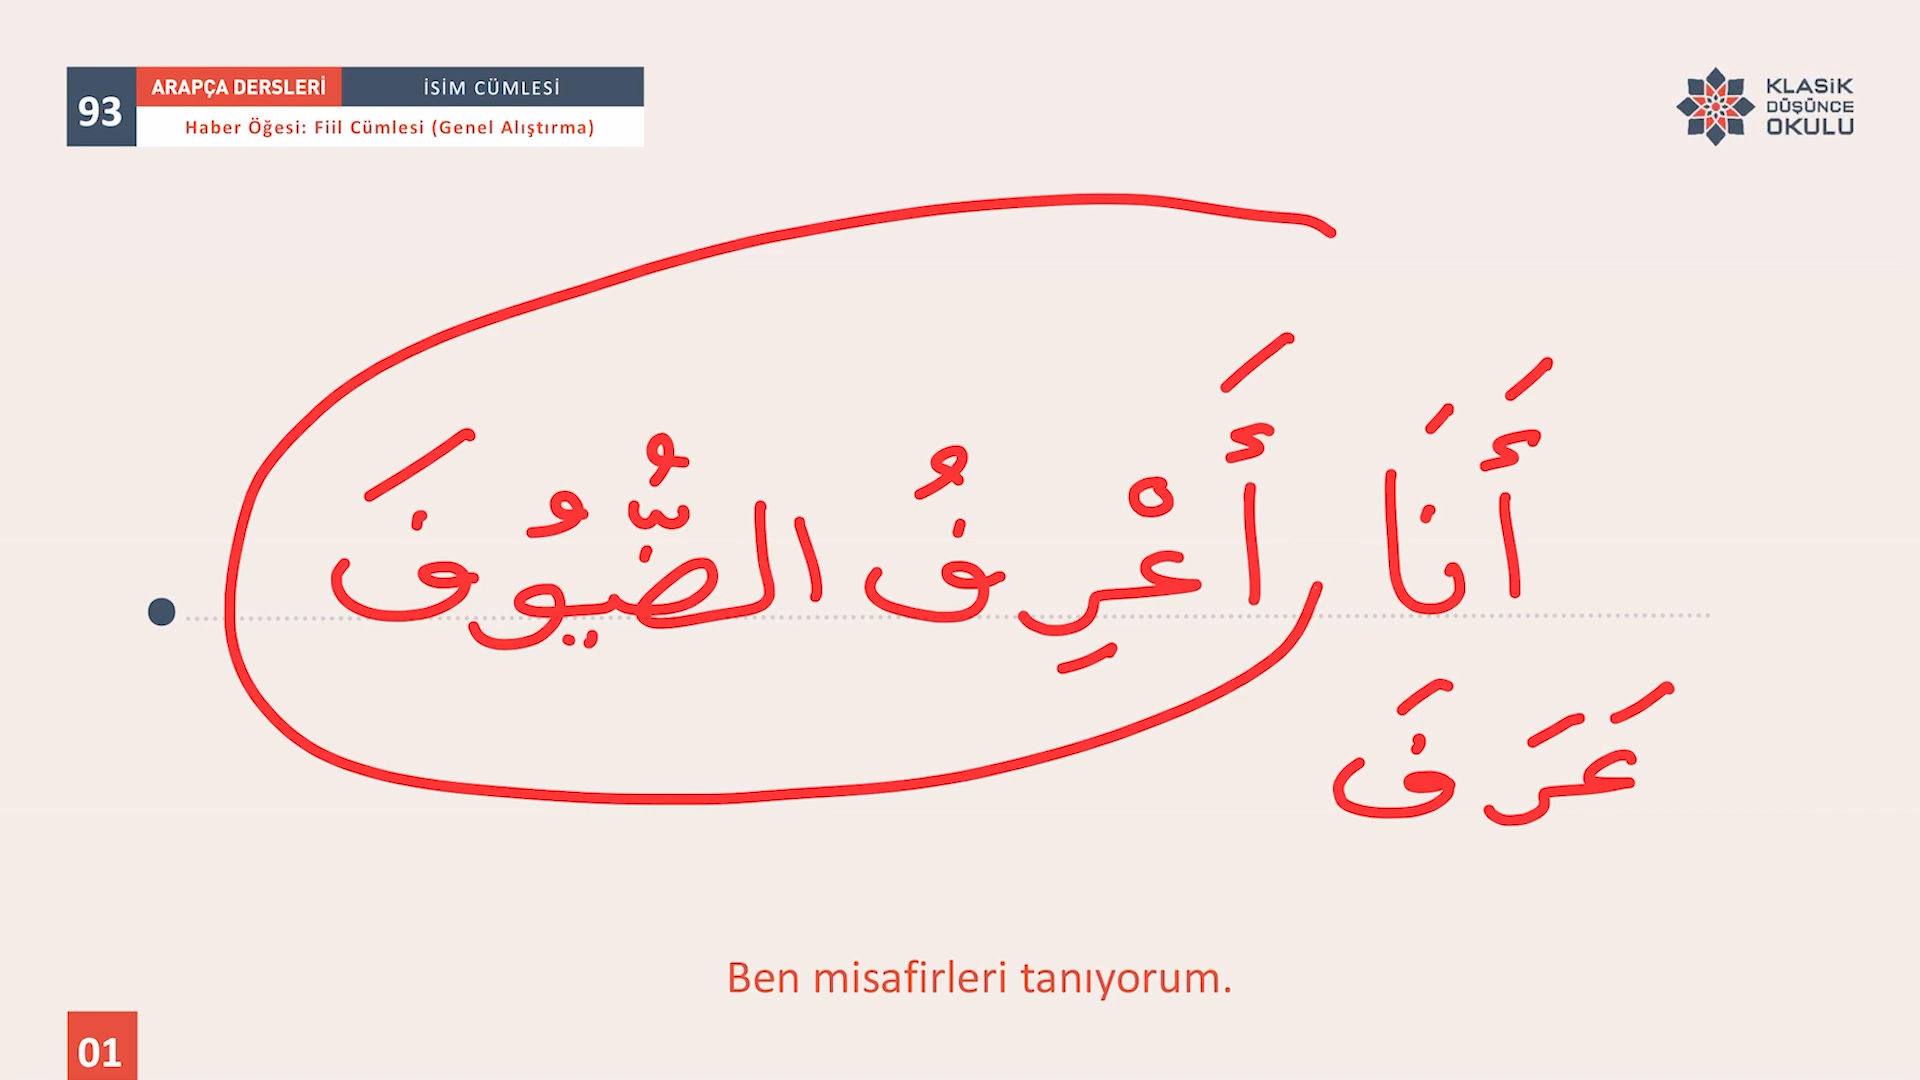 93
ARAPÇA DERSLERİ
İSİM CÜMLESİ
Haber Öğesi: Fiil Cümlesi (Genel Alıştırma)
KLASİK
DÜŞÜNCE
OKULU
أَنَا أَعْرِفُ الضُّيُوفَ
عَرَفَ
Ben misafirleri tanıyorum.
01